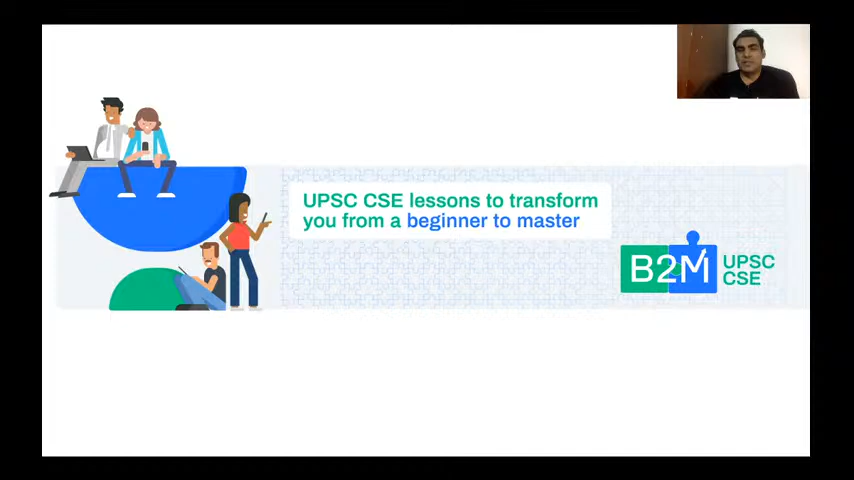 UPSC CSE lessons to transform
you from a beginner to master
B2M
UPSC
CSE